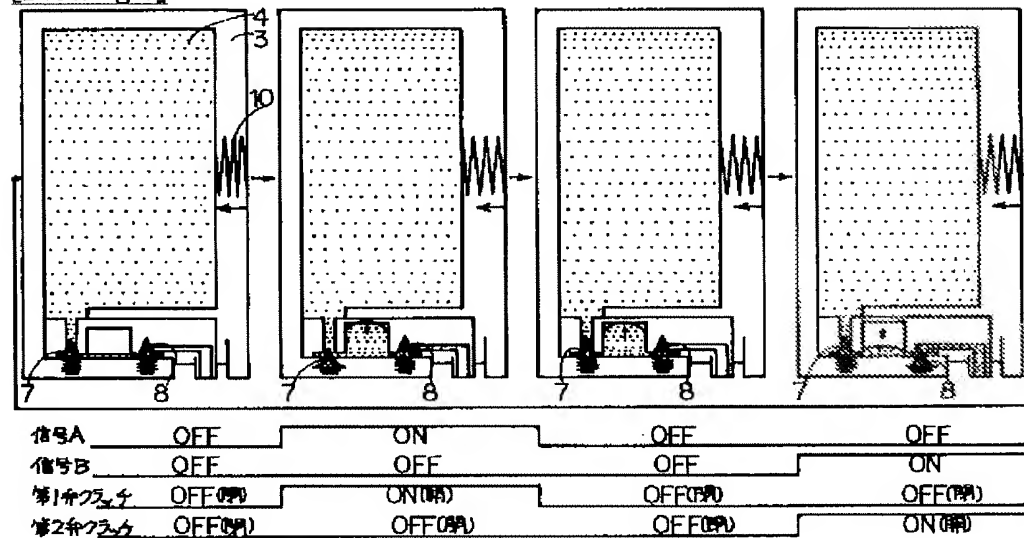 4
3
10
7 8 7 8 7 8 7 8
信号A OFF ON OFF OFF
信号B OFF OFF OFF ON
第1弁クラッチ OFF(閉) ON(開) OFF(閉) OFF(閉)
第2弁クラッチ OFF(閉) OFF(閉) OFF(閉) ON(開)